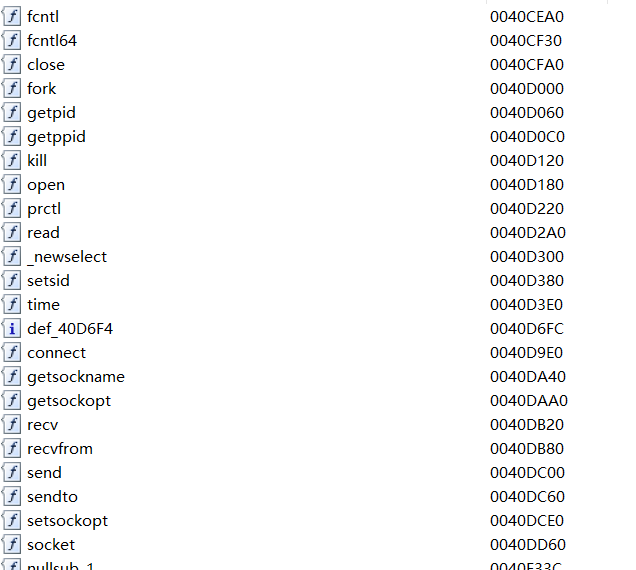 fcntl 0040CEA0
fcntl64 0040CF30
close 0040CFA0
fork 0040D000
getpid 0040D060
getppid 0040D0C0
kill 0040D120
open 0040D180
prctl 0040D220
read 0040D2A0
_newselect 0040D300
setsid 0040D380
time 0040D3E0
def_40D6F4 0040D6FC
connect 0040D9E0
getsockname 0040DA40
getsockopt 0040DAA0
recv 0040DB20
recvfrom 0040DB80
send 0040DC00
sendto 0040DC60
setsockopt 0040DCE0
socket 0040DD60
nullsub_1